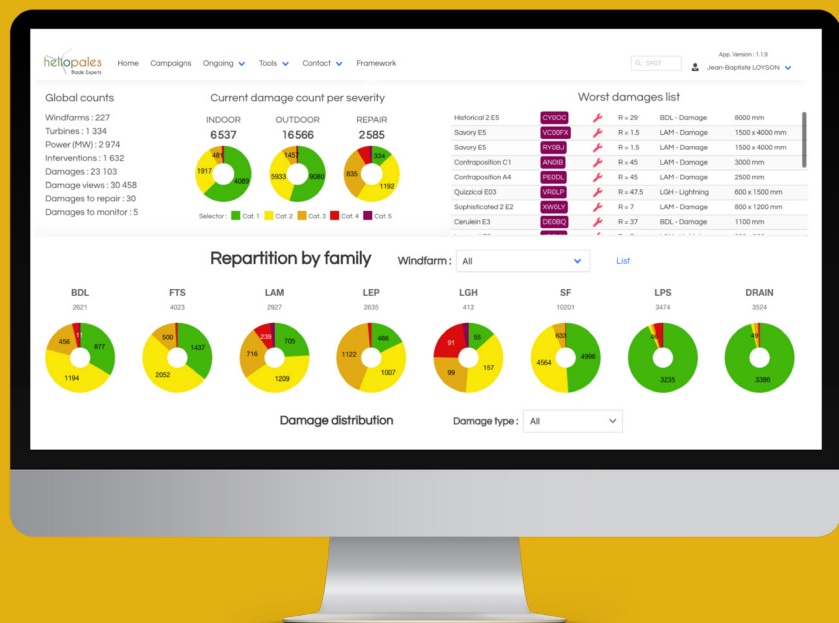 heliopales
Blade Experts
Home Campaigns Ongoing Tools Contact Framework
SPOT
App. Version : 1.1.8
Jean-Baptiste LOYSON
Global counts
Windfarms : 227
Turbines : 1 334
Power (MW) : 2 974
Interventions : 1 632
Damages : 23 103
Damage views : 30 458
Damages to repair : 30
Damages to monitor : 5
Current damage count per severity
INDOOR OUTDOOR REPAIR
6537 16566 2585
481 1917 4089
1457 5933 9080
334 835 1192
Selector : Cat. 1 Cat. 2 Cat. 3 Cat. 4 Cat. 5
Worst damages list
Historical 2 E5 CY0OC R = 29 BDL - Damage 8000 mm
Savory E5 VC00FX R = 1.5 LAM - Damage 1500 x 4000 mm
Savory E5 RY0BJ R = 1.5 LAM - Damage 1500 x 4000 mm
Contraposition C1 AN0IB R = 45 LAM - Damage 3000 mm
Contraposition A4 PE0DL R = 45 LAM - Damage 2500 mm
Quizzical E03 VR0LP R = 47.5 LGH - Lightning 600 x 1500 mm
Sophisticated 2 E2 XW0LY R = 7 LAM - Damage 800 x 1200 mm
Cerulein E3 DE0BQ R = 37 BDL - Damage 1100 mm
Repartition by family
Windfarm : All
List
BDL FTS LAM LEP LGH SF LPS DRAIN
2621 4023 2927 2635 413 10201 3474 3524
11 456 877 1194
500 1437 2052
239 705 716 1209
466 1122 1007
91 55 99 157
633 4564 4996
3235
49 3386
Damage distribution
Damage type : All